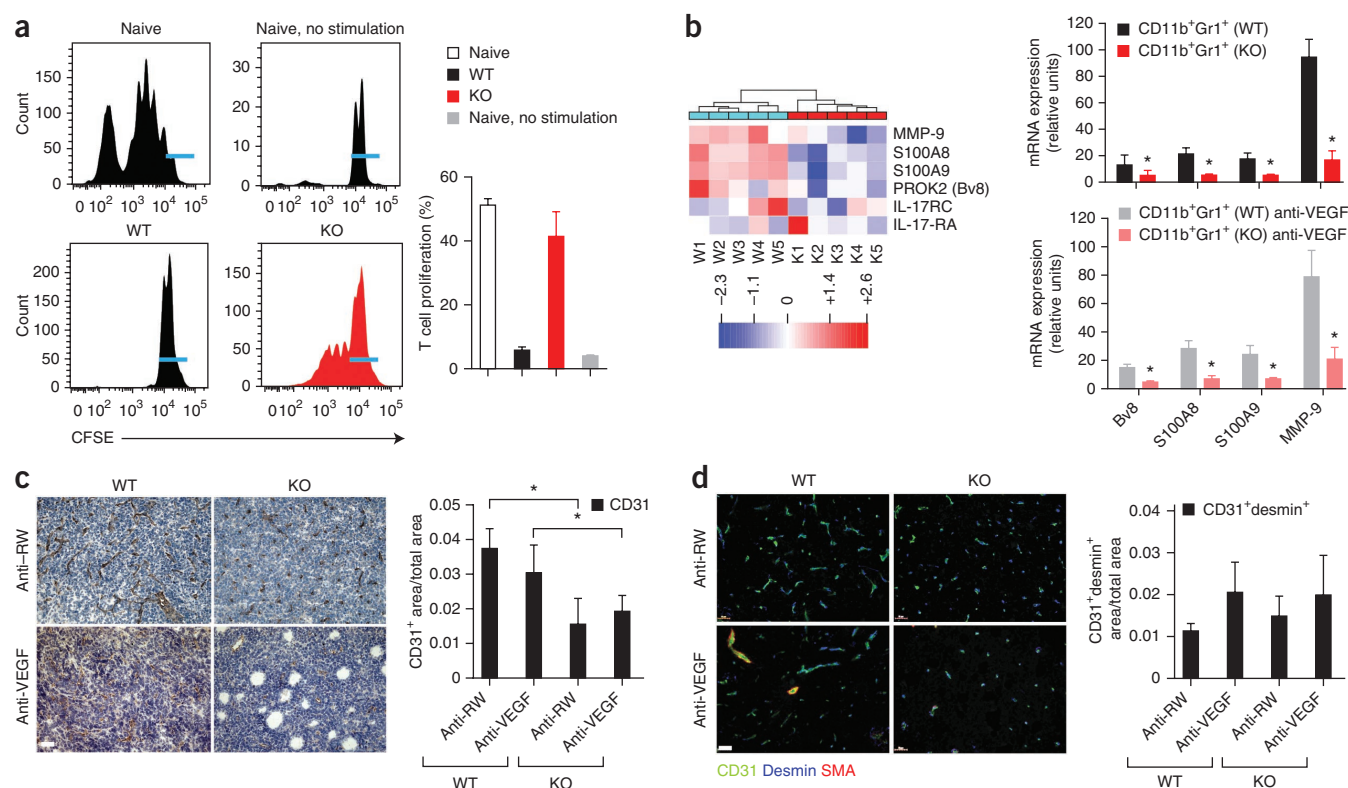 a
Naive
Naive, no stimulation
Count
150
100
50
0
0 10² 10³ 10⁴ 10⁵
30
20
10
0
0 10² 10³ 10⁴ 10⁵
WT
KO
Count
200
150
100
50
0
0 10² 10³ 10⁴ 10⁵
150
100
50
0
0 10² 10³ 10⁴ 10⁵
CFSE
Naive
WT
KO
Naive, no stimulation
T cell proliferation (%)
60
40
20
0
b
MMP-9
S100A8
S100A9
PROK2 (Bv8)
IL-17RC
IL-17-RA
W1 W2 W3 W4 W5 K1 K2 K3 K4 K5
−2.3 −1.1 0 +1.4 +2.6
mRNA expression
(relative units)
120
100
80
60
40
20
0
CD11b⁺Gr1⁺ (WT)
CD11b⁺Gr1⁺ (KO)
* * * *
mRNA expression
(relative units)
120
100
80
60
40
20
0
CD11b⁺Gr1⁺ (WT) anti-VEGF
CD11b⁺Gr1⁺ (KO) anti-VEGF
* * * *
Bv8 S100A8 S100A9 MMP-9
c
WT KO
Anti–RW
Anti-VEGF
CD31⁺ area/total area
0.05
0.04
0.03
0.02
0.01
0
* *
CD31
Anti-RW Anti-VEGF Anti-RW Anti-VEGF
WT KO
d
WT KO
Anti-RW
Anti-VEGF
CD31 Desmin SMA
CD31⁺desmin⁺
area/total area
0.04
0.03
0.02
0.01
0
CD31⁺desmin⁺
Anti-RW Anti-VEGF Anti-RW Anti-VEGF
WT KO